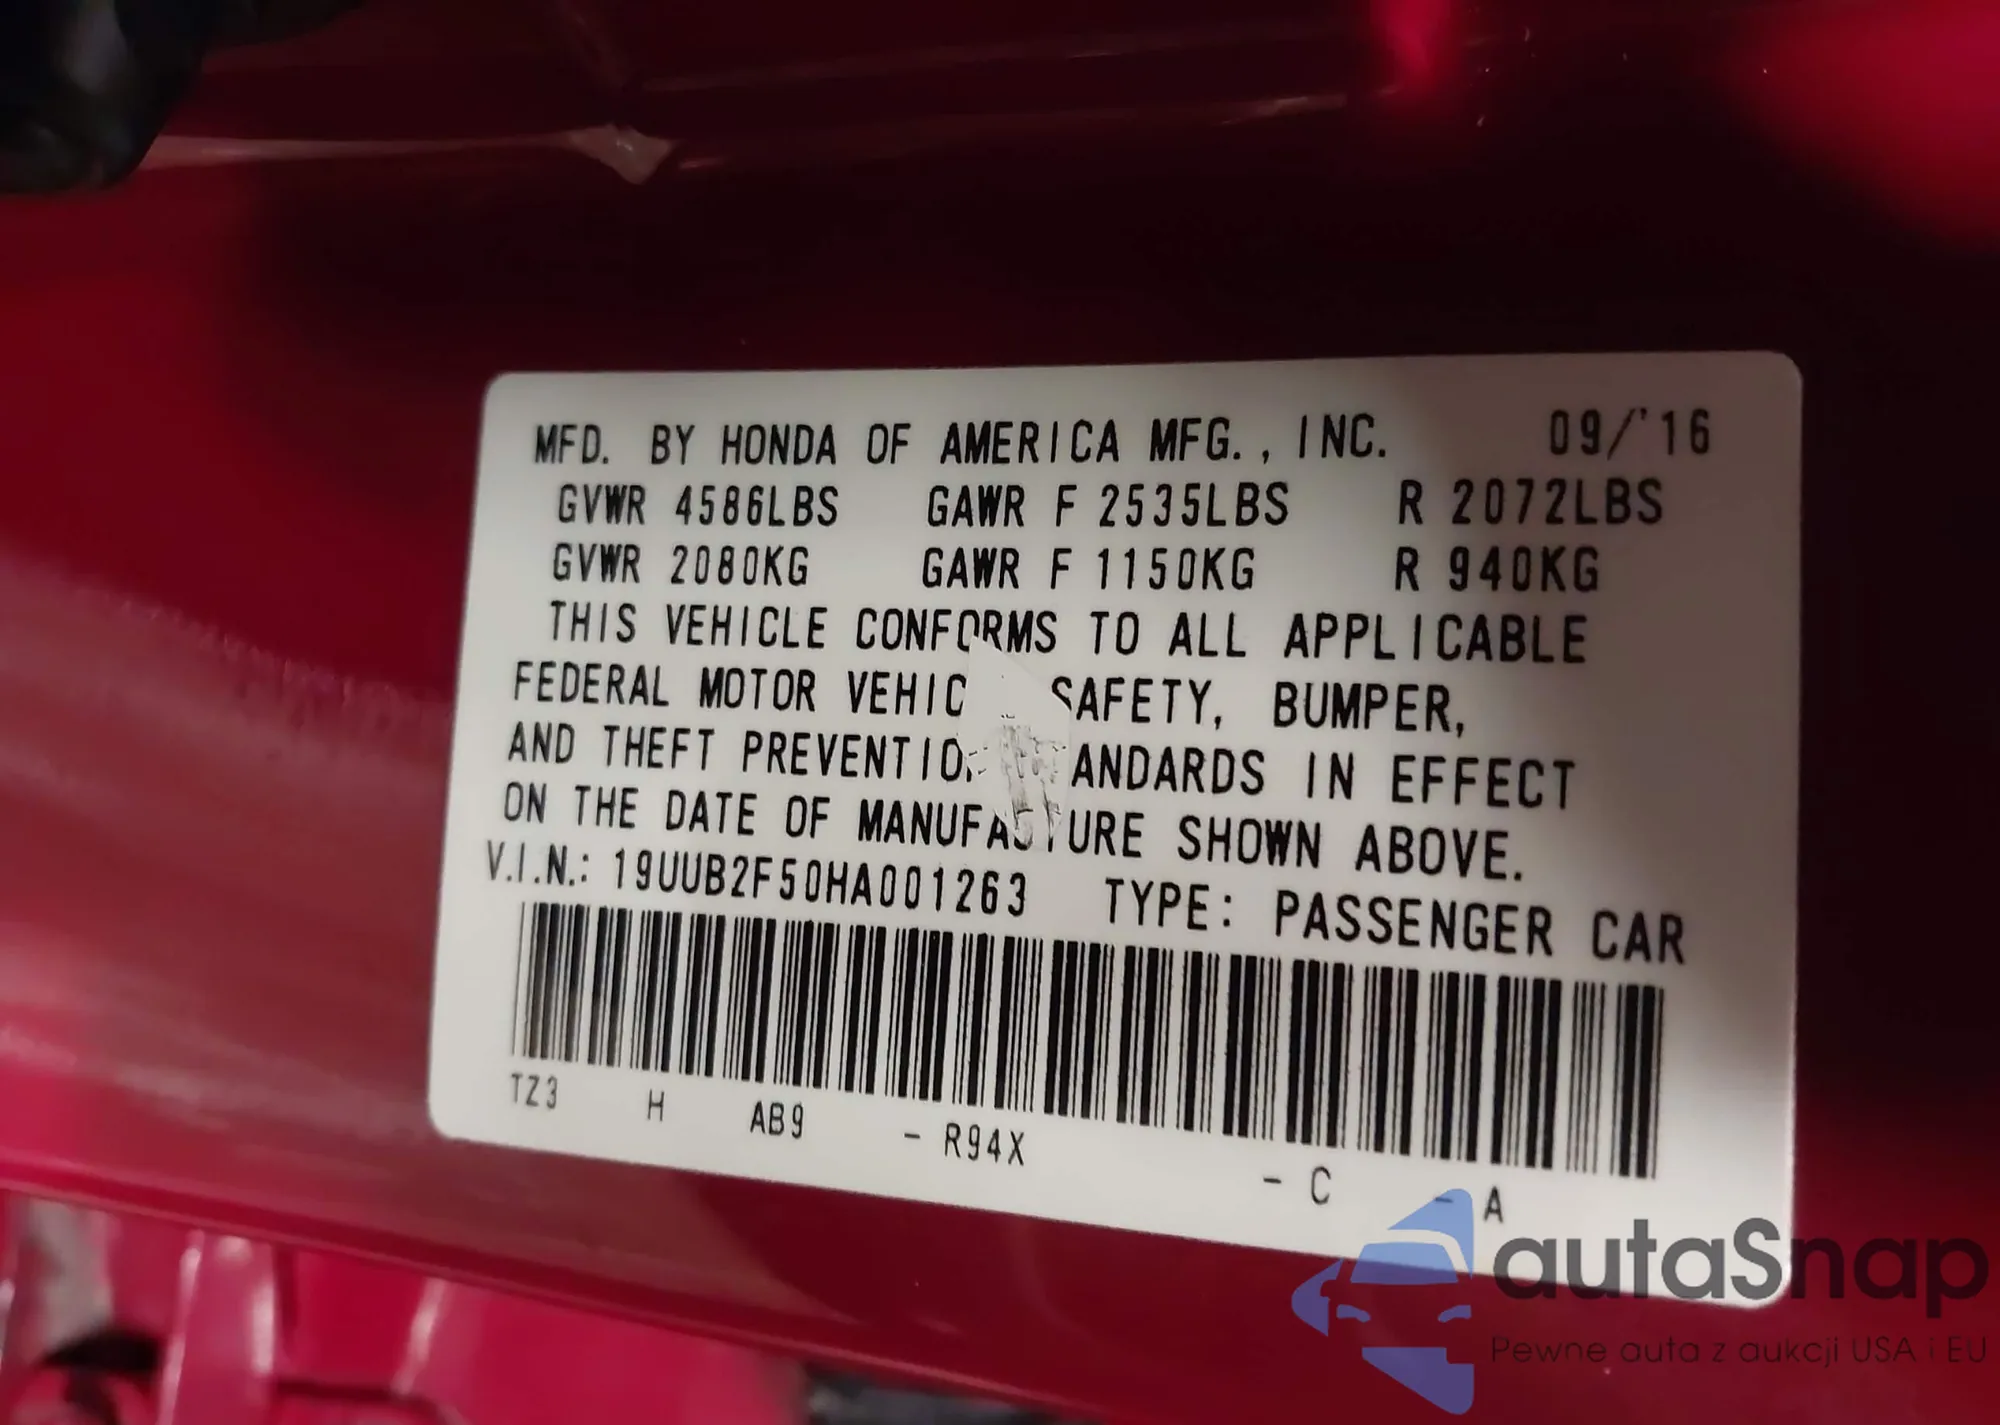 MFD. BY HONDA OF AMERICA MFG., INC. 09/'16
GVWR 4586LBS GAWR F 2535LBS R 2072LBS
GVWR 2080KG GAWR F 1150KG R 940KG
THIS VEHICLE CONFORMS TO ALL APPLICABLE
FEDERAL MOTOR SAFETY, BUMPER,
AND THEFT IN EFFECT
ON THE DATE OF MANUFACTURE SHOWN ABOVE.
V.I.N.: 19UUB2F50HA001263 TYPE: PASSENGER CAR
TZ3 H AB9 - R94X - C - A
autaSnap
Pewne auta z aukcji USA i EU